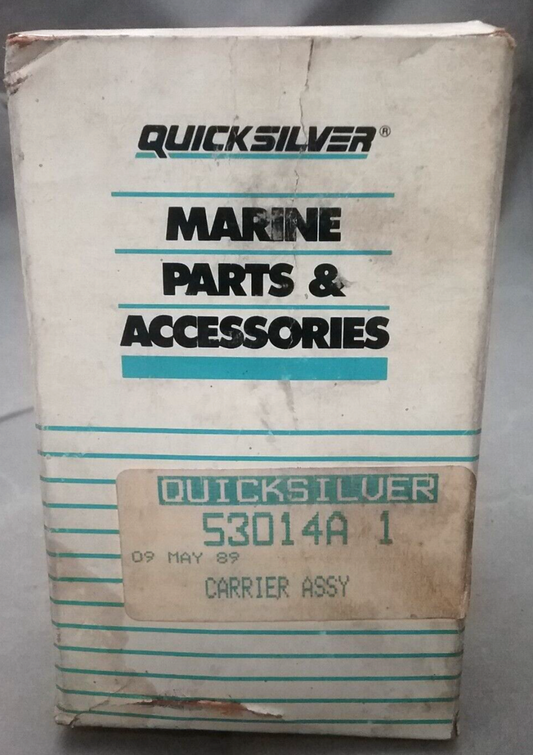 QUICKSILVER®
MARINE
PARTS &
ACCESSORIES
QUICKSILVER
53014A 1
09 MAY 89
CARRIER ASSY